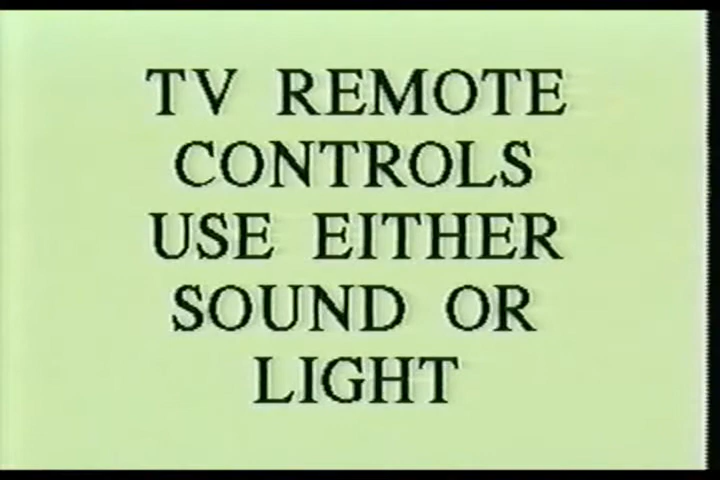 TV REMOTE
CONTROLS
USE EITHER
SOUND OR
LIGHT